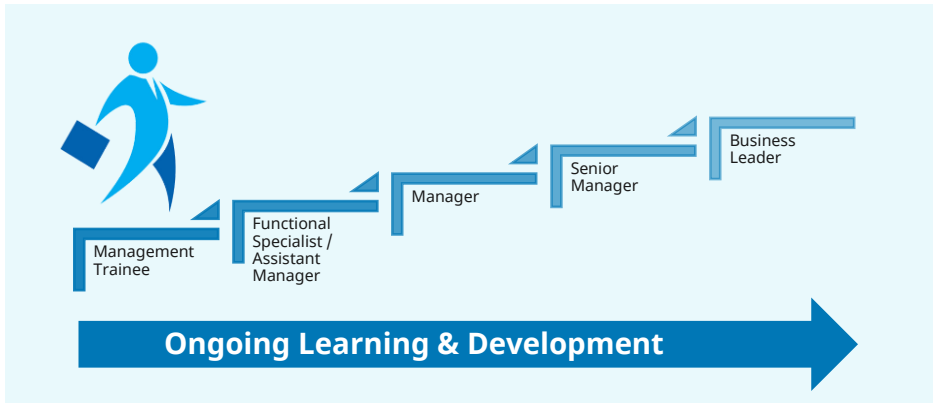 Management
Trainee
Functional
Specialist /
Assistant
Manager
Manager
Senior
Manager
Business
Leader
Ongoing Learning & Development